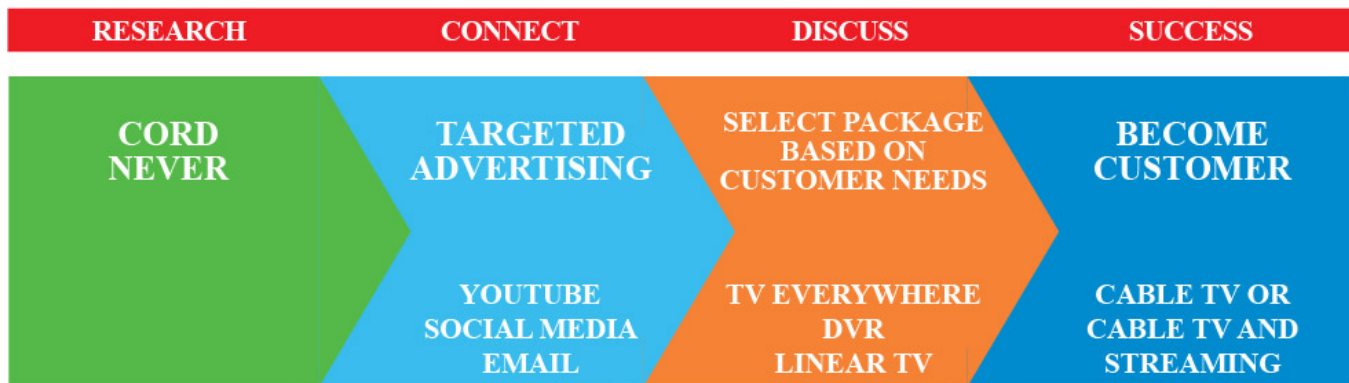 RESEARCH
CONNECT
DISCUSS
SUCCESS
CORD
NEVER
TARGETED
ADVERTISING
YOUTUBE
SOCIAL MEDIA
EMAIL
SELECT PACKAGE
BASED ON
CUSTOMER NEEDS
TV EVERYWHERE
DVR
LINEAR TV
BECOME
CUSTOMER
CABLE TV OR
CABLE TV AND
STREAMING